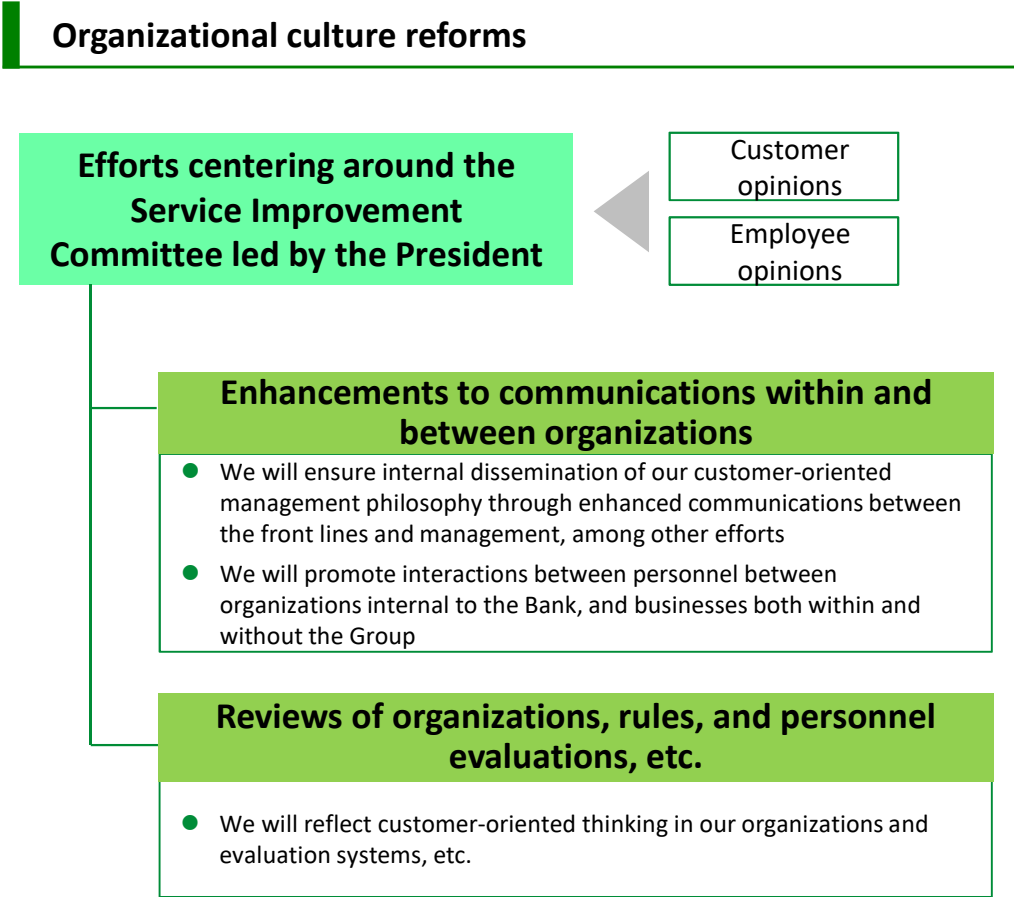 Organizational culture reforms
Efforts centering around the
Service Improvement
Committee led by the President
Customer
opinions
Employee
opinions
Enhancements to communications within and
between organizations
● We will ensure internal dissemination of our customer-oriented
management philosophy through enhanced communications between
the front lines and management, among other efforts
● We will promote interactions between personnel between
organizations internal to the Bank, and businesses both within and
without the Group
Reviews of organizations, rules, and personnel
evaluations, etc.
● We will reflect customer-oriented thinking in our organizations and
evaluation systems, etc.